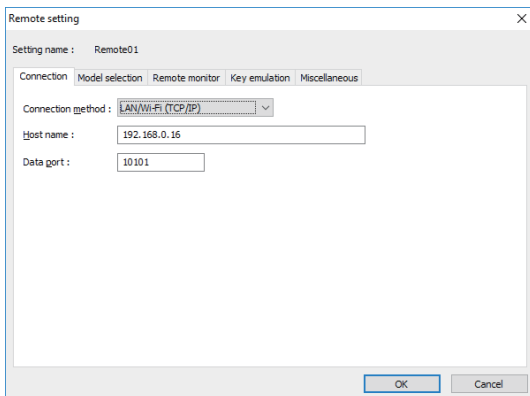 Remote setting
Setting name : Remote01
Connection Model selection Remote monitor Key emulation Miscellaneous
Connection method : LAN/Wi-Fi (TCP/IP)
Host name : 192.168.0.16
Data port : 10101
OK Cancel